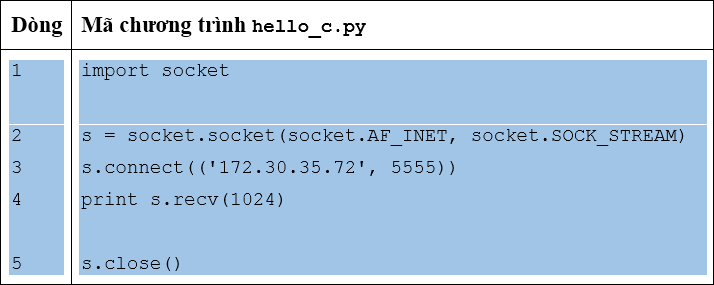 Dòng Mã chương trình hello_c.py
1 import socket
2 s = socket.socket(socket.AF_INET, socket.SOCK_STREAM)
3 s.connect(('172.30.35.72', 5555))
4 print s.recv(1024)
5 s.close()